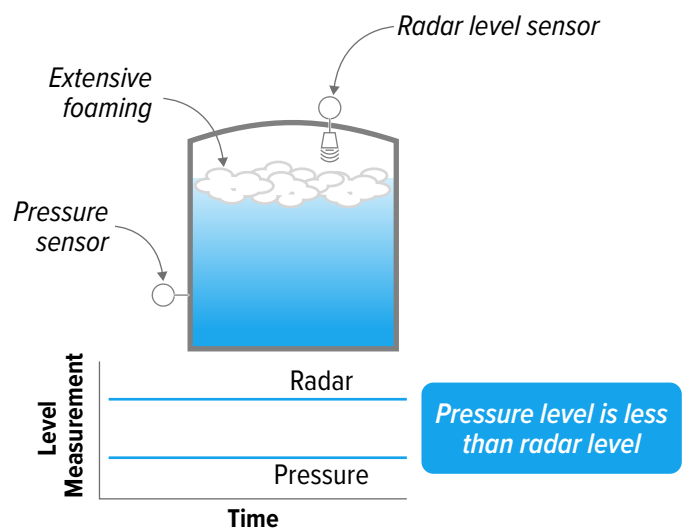 Radar level sensor
Extensive
foaming
Pressure
sensor
Level
Measurement
Radar
Pressure
Time
Pressure level is less
than radar level